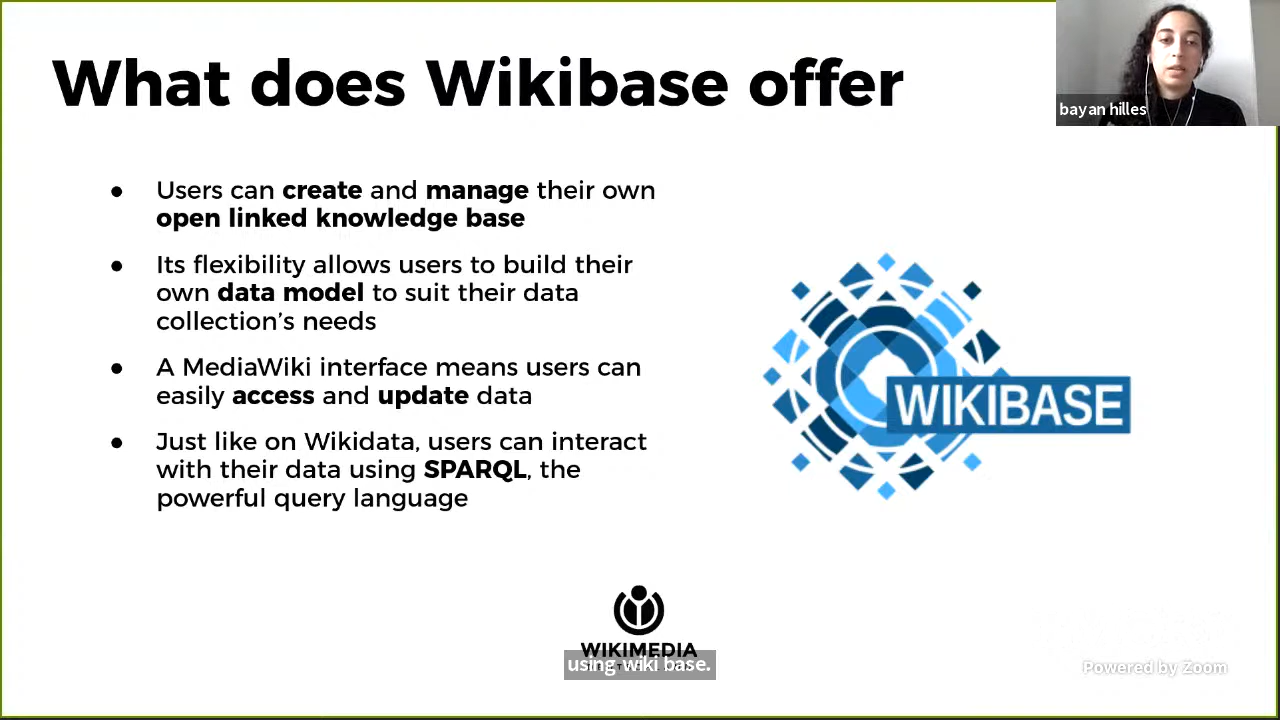 What does Wikibase offer
bayan hilles
● Users can create and manage their own
open linked knowledge base
● Its flexibility allows users to build their
own data model to suit their data
collection's needs
● A MediaWiki interface means users can
easily access and update data
● Just like on Wikidata, users can interact
with their data using SPARQL, the
powerful query language
WIKIBASE
WIKIMEDIA
using wiki base.
Powered by Zoom